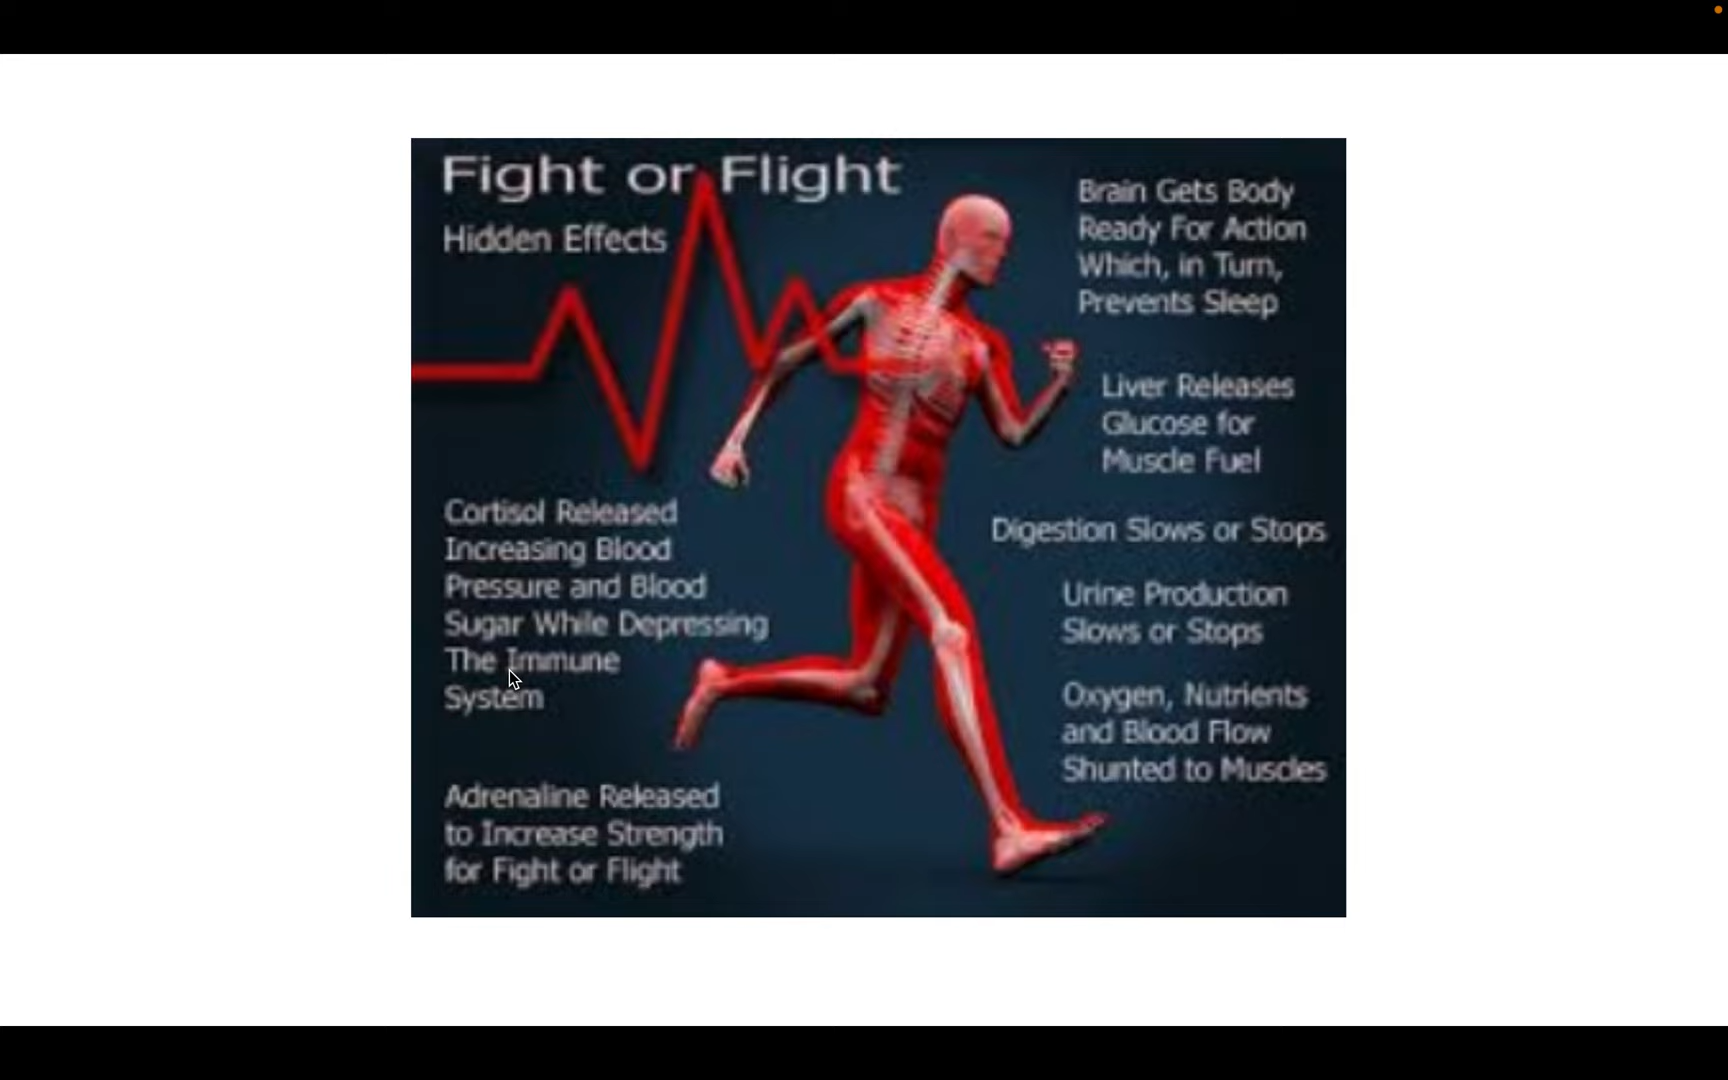 Fight or Flight
Hidden Effects
Brain Gets Body
Ready For Action
Which, in Turn,
Prevents Sleep
Liver Releases
Glucose for
Muscle Fuel
Digestion Slows or Stops
Urine Production
Slows or Stops
Oxygen, Nutrients
and Blood Flow
Shunted to Muscles
Cortisol Released
Increasing Blood
Pressure and Blood
Sugar While Depressing
The Immune
System
Adrenaline Released
to Increase Strength
for Fight or Flight